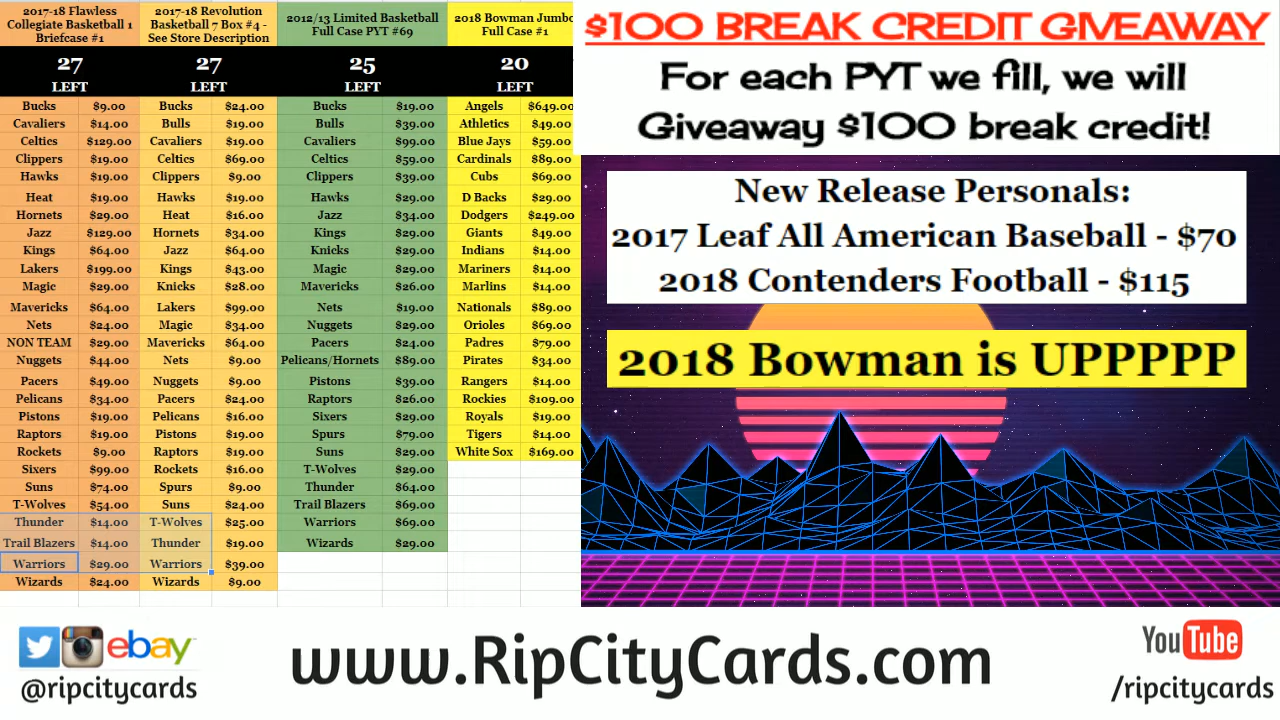 2017-18 Flawless
Collegiate Basketball 1
Briefcase #1
27
LEFT
Bucks $9.00
Cavaliers $14.00
Celtics $129.00
Clippers $19.00
Hawks $19.00
Heat $19.00
Hornets $29.00
Jazz $129.00
Kings $64.00
Lakers $199.00
Magic $29.00
Mavericks $64.00
Nets $24.00
NON TEAM $29.00
Nuggets $44.00
Pacers $49.00
Pelicans $34.00
Pistons $19.00
Raptors $19.00
Rockets $9.00
Sixers $99.00
Suns $74.00
T-Wolves $54.00
Thunder $14.00
Trail Blazers $14.00
Warriors $29.00
Wizards $24.00
2017-18 Revolution
Basketball 7 Box #4 -
See Store Description
27
LEFT
Bucks $24.00
Bulls $19.00
Cavaliers $19.00
Celtics $69.00
Clippers $9.00
Hawks $19.00
Heat $16.00
Hornets $34.00
Jazz $64.00
Kings $43.00
Knicks $28.00
Lakers $99.00
Magic $34.00
Mavericks $64.00
Nets $9.00
Nuggets $9.00
Pacers $24.00
Pelicans $16.00
Pistons $19.00
Raptors $19.00
Rockets $16.00
Spurs $9.00
Suns $24.00
T-Wolves $25.00
Thunder $19.00
Warriors $39.00
Wizards $9.00
2012/13 Limited Basketball
Full Case PYT #69
25
LEFT
Bucks $19.00
Bulls $39.00
Cavaliers $99.00
Celtics $59.00
Clippers $39.00
Hawks $29.00
Jazz $34.00
Kings $29.00
Knicks $29.00
Magic $29.00
Mavericks $26.00
Nets $19.00
Nuggets $29.00
Pacers $24.00
Pelicans/Hornets $89.00
Pistons $39.00
Raptors $26.00
Sixers $29.00
Spurs $79.00
Suns $29.00
T-Wolves $29.00
Thunder $64.00
Trail Blazers $69.00
Warriors $69.00
Wizards $29.00
2018 Bowman Jumbo
Full Case #1
20
LEFT
Angels $649.00
Athletics $49.00
Blue Jays $59.00
Cardinals $89.00
Cubs $69.00
D Backs $29.00
Dodgers $249.00
Giants $49.00
Indians $14.00
Mariners $14.00
Marlins $14.00
Nationals $89.00
Orioles $69.00
Padres $79.00
Pirates $34.00
Rangers $14.00
Rockies $109.00
Royals $19.00
Tigers $14.00
White Sox $169.00
$100 BREAK CREDIT GIVEAWAY
For each PYT we fill, we will
Giveaway $100 break credit!
New Release Personals:
2017 Leaf All American Baseball - $70
2018 Contenders Football - $115
2018 Bowman is UPPPPP
ebay
@ripcitycards
www.RipCityCards.com
YouTube
/ripcitycards